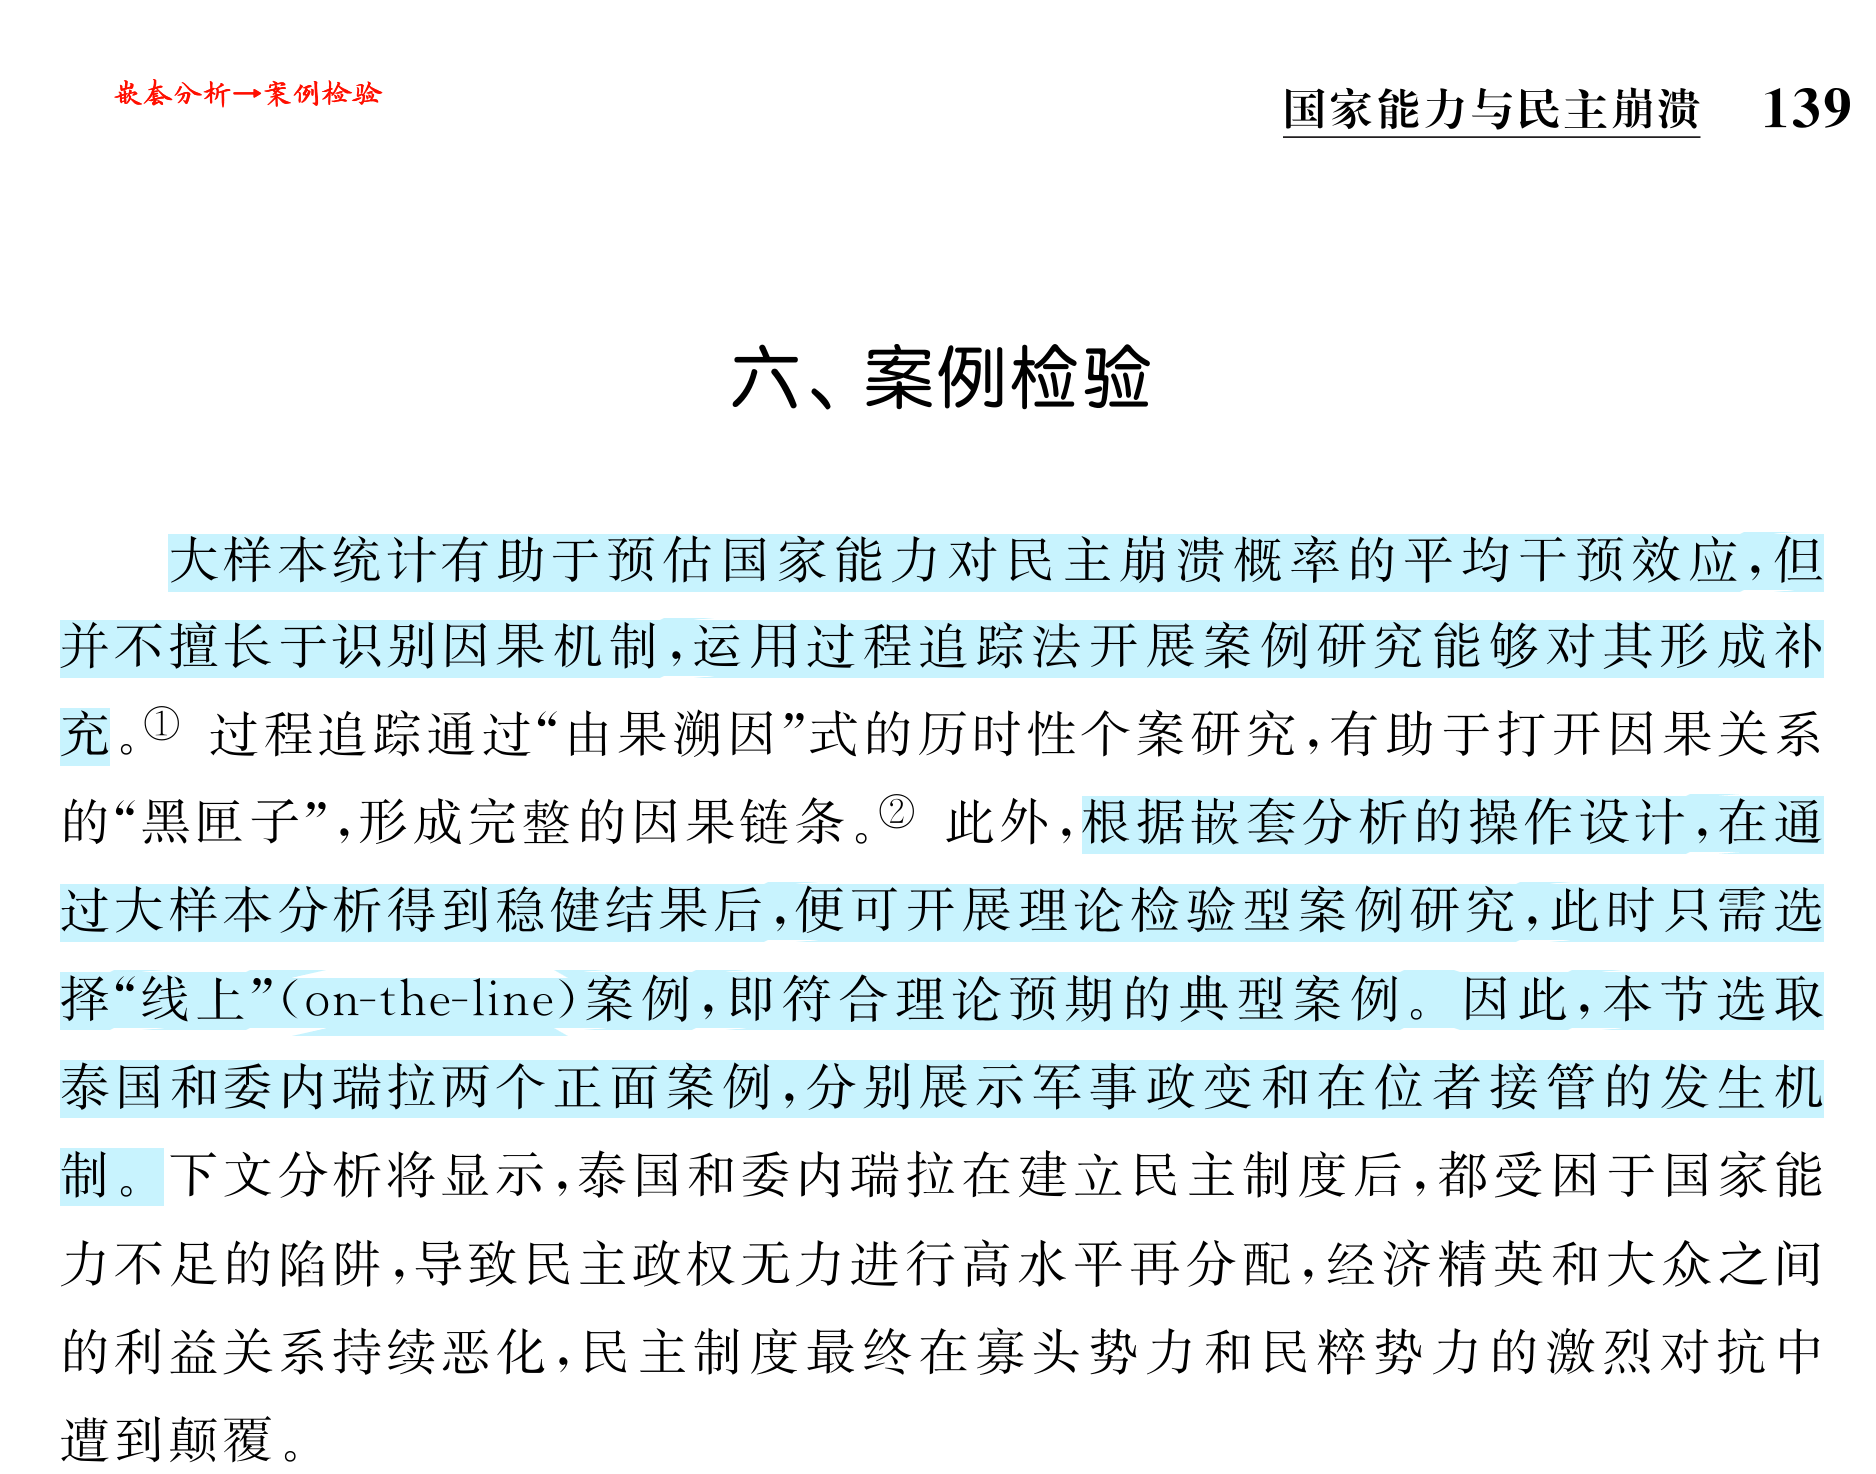 嵌套分析→案例检验
国家能力与民主崩溃 139
六、案例检验
大样本统计有助于预估国家能力对民主崩溃概率的平均干预效应,但
并不擅长于识别因果机制,运用过程追踪法开展案例研究能够对其形成补
充。① 过程追踪通过“由果溯因”式的历时性个案研究,有助于打开因果关系
的“黑匣子”,形成完整的因果链条。② 此外,根据嵌套分析的操作设计,在通
过大样本分析得到稳健结果后,便可开展理论检验型案例研究,此时只需选
择“线上”(on-the-line)案例,即符合理论预期的典型案例。因此,本节选取
泰国和委内瑞拉两个正面案例,分别展示军事政变和在位者接管的发生机
制。下文分析将显示,泰国和委内瑞拉在建立民主制度后,都受困于国家能
力不足的陷阱,导致民主政权无力进行高水平再分配,经济精英和大众之间
的利益关系持续恶化,民主制度最终在寡头势力和民粹势力的激烈对抗中
遭到颠覆。